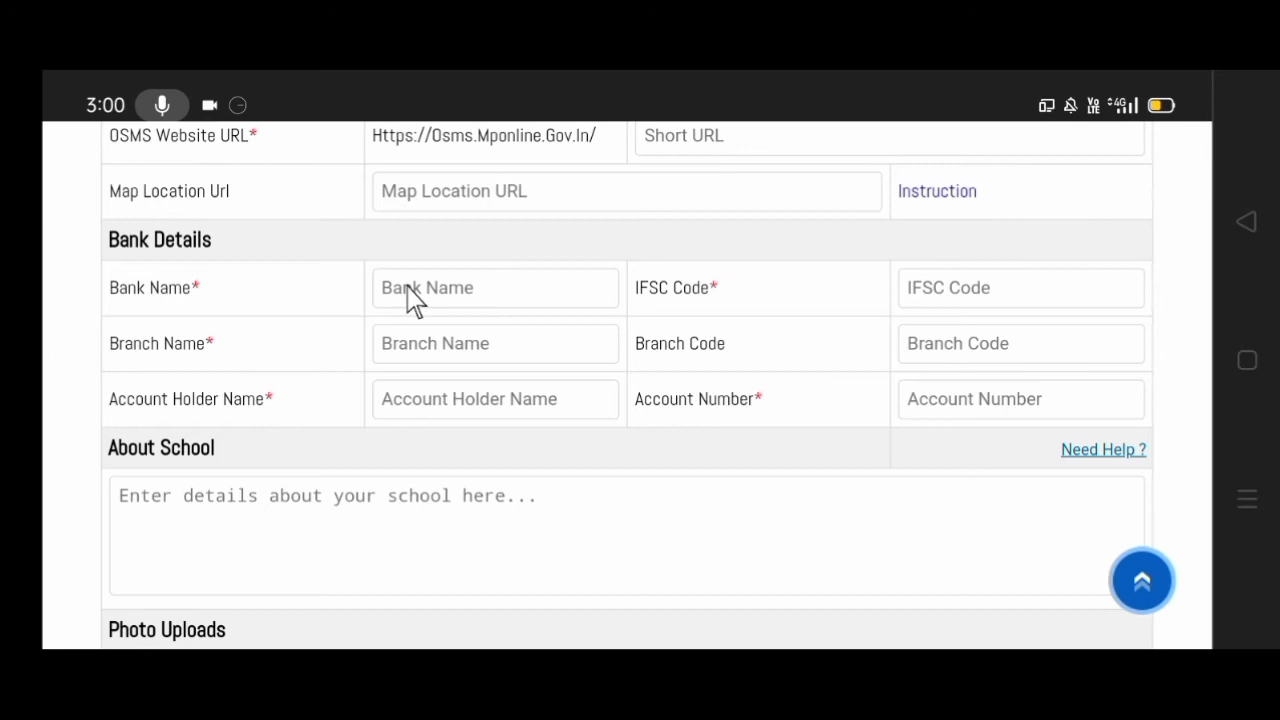 3:00
OSMS Website URL* Https://Osms.Mponline.Gov.In/ Short URL
Map Location Url Map Location URL Instruction
Bank Details
Bank Name* Bank Name IFSC Code* IFSC Code
Branch Name* Branch Name Branch Code Branch Code
Account Holder Name* Account Holder Name Account Number* Account Number
About School Need Help ?
Enter details about your school here...
Photo Uploads